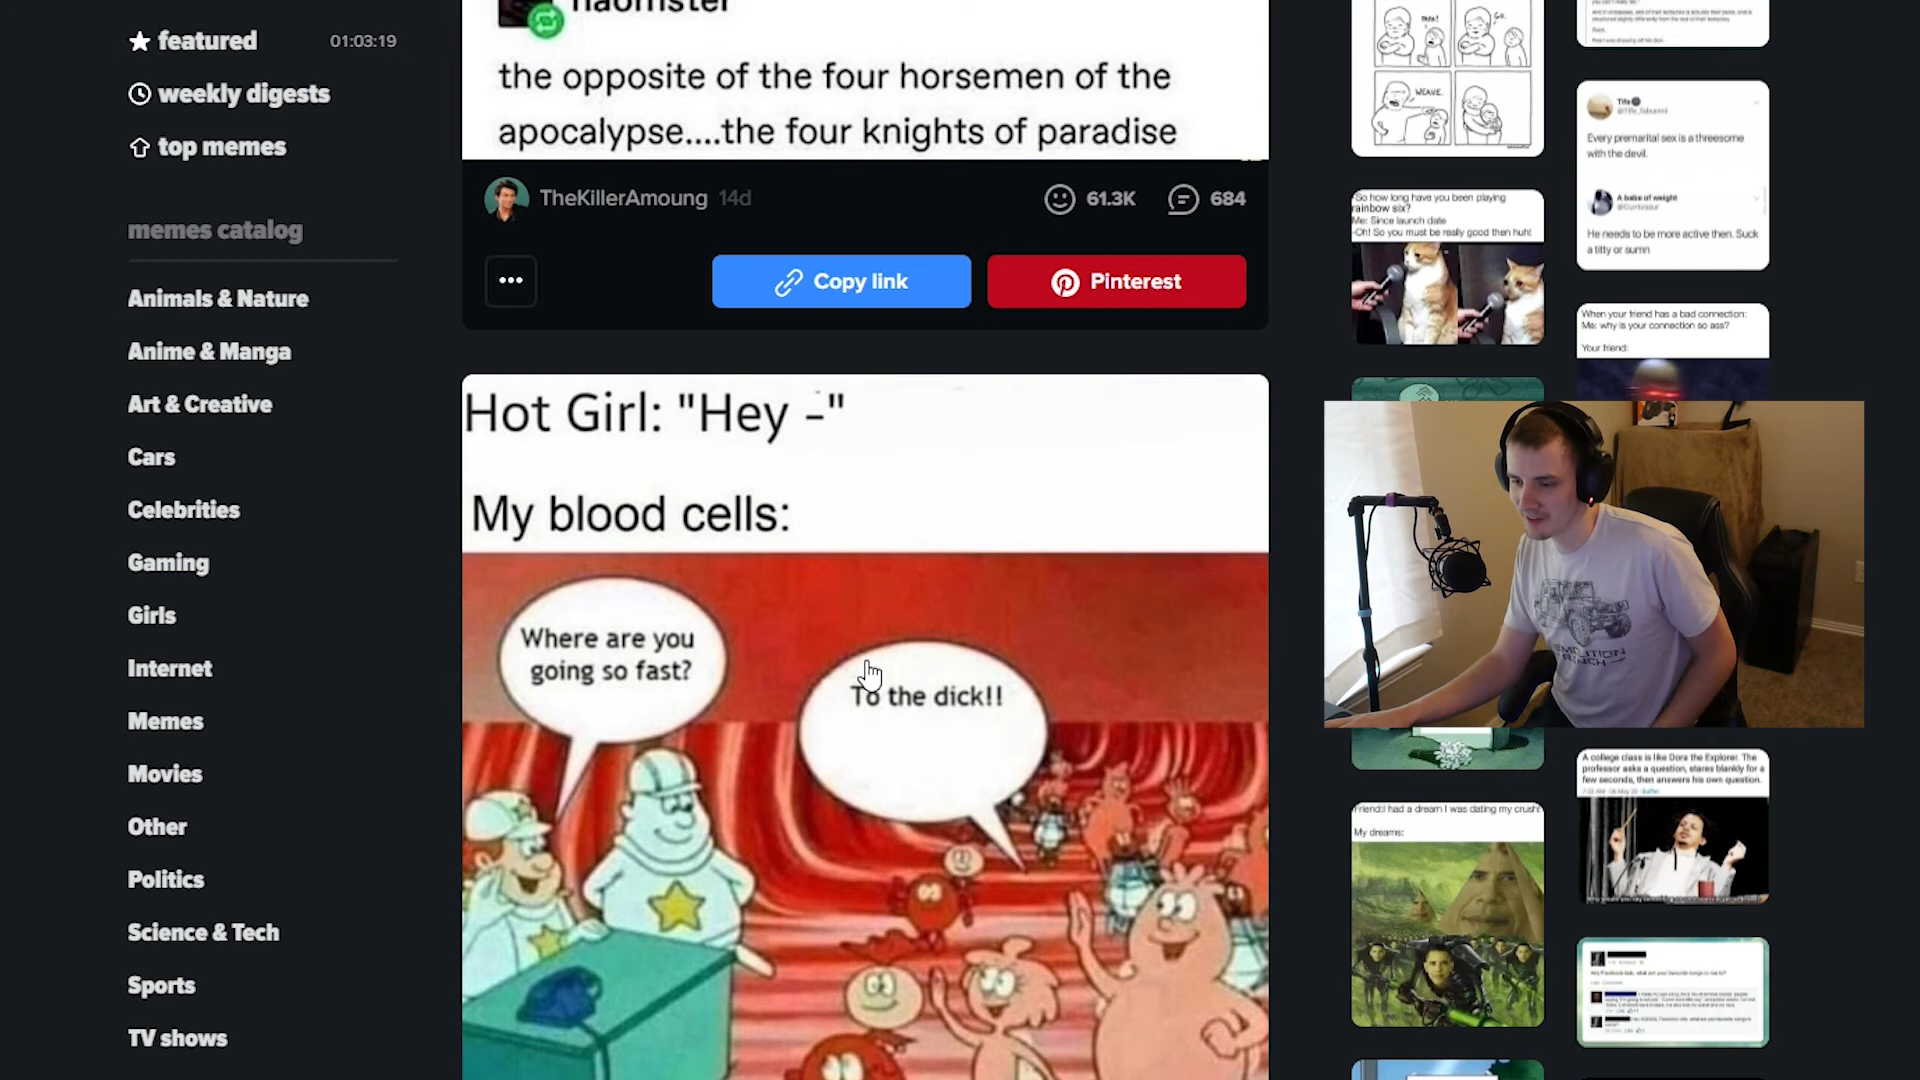 featured
01:03:19
weekly digests
top memes
memes catalog
Animals & Nature
Anime & Manga
Art & Creative
Cars
Celebrities
Gaming
Girls
Internet
Memes
Movies
Other
Politics
Science & Tech
Sports
TV shows
the opposite of the four horsemen of the
apocalypse....the four knights of paradise
TheKillerAmoung 14d
61.3K
684
Copy link
Pinterest
Hot Girl: "Hey -"
My blood cells:
Where are you
going so fast?
To the dick!!
WEAVE.
So how long have you been playing
rainbow six?
Me: Since launch date
-Oh! So you must be really good then huh!
Friend:I had a dream I was dating my crush
My dreams:
Tife
Every premarital sex is a threesome
with the devil.
A babe of weight
He needs to be more active then. Suck
a titty or sumn
When your friend has a bad connection:
Me: why is your connection so ass?
Your friend:
A college class is like Dora the Explorer. The
professor asks a question, stares blankly for a
few seconds, then answers his own question.